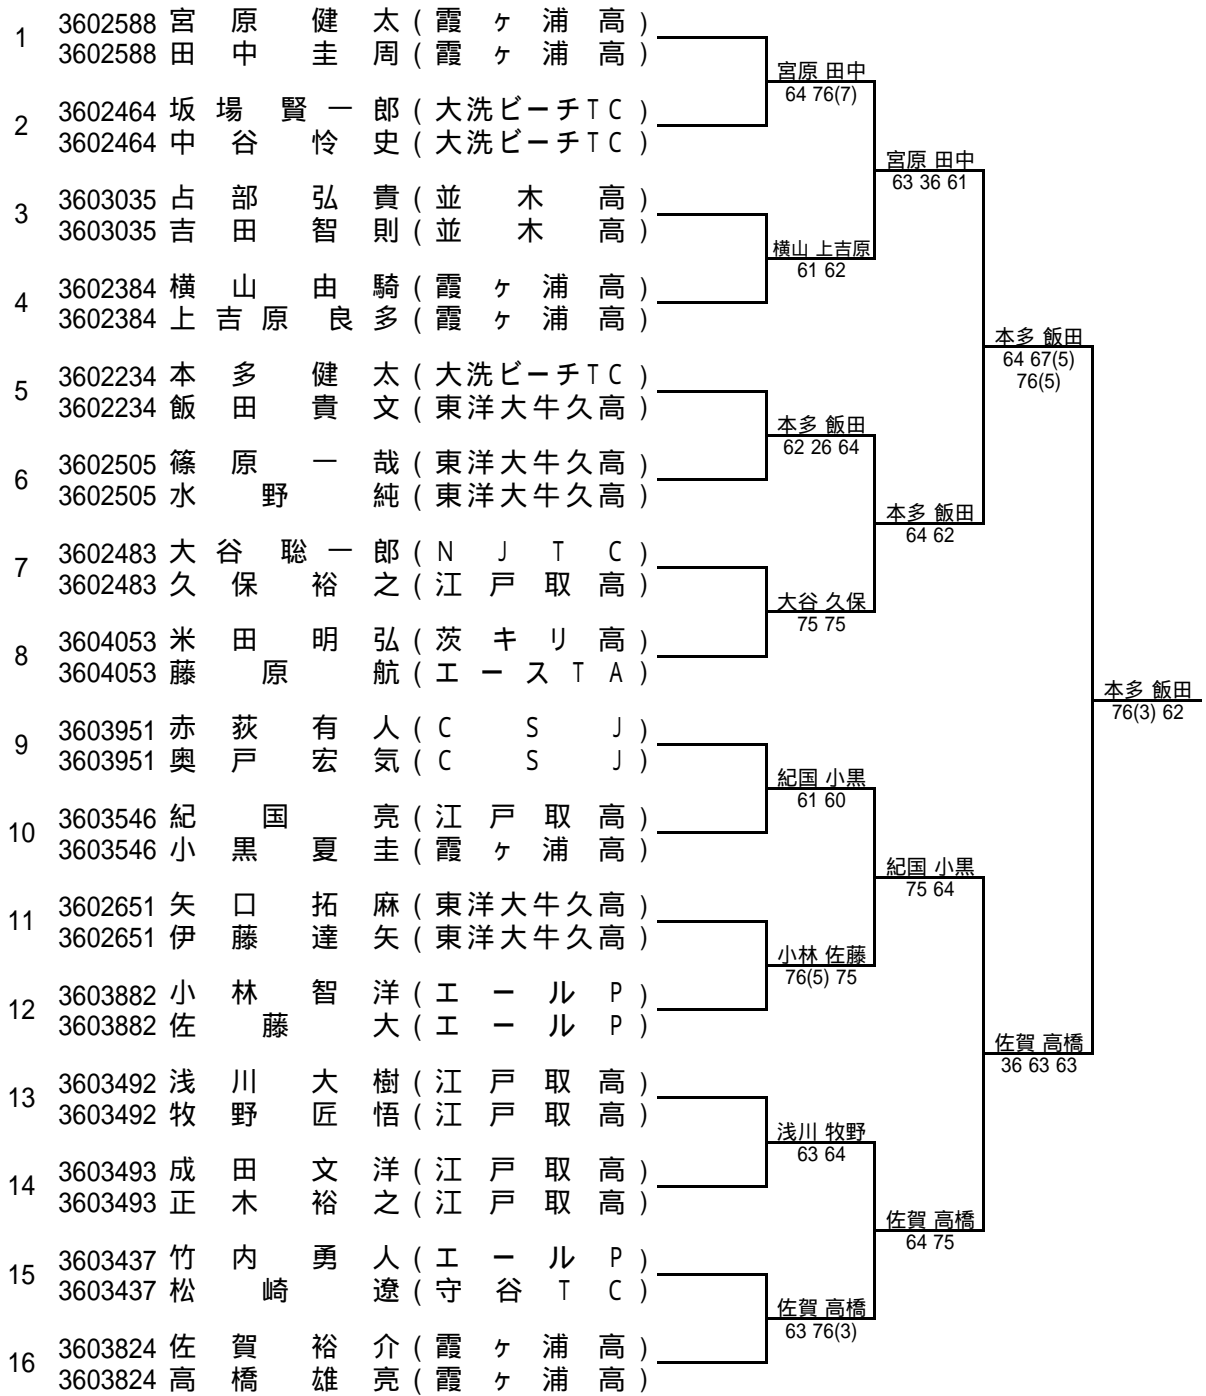 1
3602588 宮原健太(霞ヶ浦高)
3602588 田中圭周(霞ヶ浦高)
2
3602464 坂場賢一郎(大洗ビーチTC)
3602464 中谷怜史(大洗ビーチTC)
3
3603035 占部弘貴(並木高)
3603035 吉田智則(並木高)
4
3602384 横山由騎(霞ヶ浦高)
3602384 上吉原良多(霞ヶ浦高)
5
3602234 本多健太(大洗ビーチTC)
3602234 飯田貴文(東洋大牛久高)
6
3602505 篠原一哉(東洋大牛久高)
3602505 水野純(東洋大牛久高)
7
3602483 大谷聡一郎(NJTC)
3602483 久保裕之(江戸取高)
8
3604053 米田明弘(茨キリ高)
3604053 藤原航(エースTA)
9
3603951 赤荻有人(CSJ)
3603951 奥戸宏気(CSJ)
10
3603546 紀国亮(江戸取高)
3603546 小黒夏圭(霞ヶ浦高)
11
3602651 矢口拓麻(東洋大牛久高)
3602651 伊藤達矢(東洋大牛久高)
12
3603882 小林智洋(エールP)
3603882 佐藤大(エールP)
13
3603492 浅川大樹(江戸取高)
3603492 牧野匠悟(江戸取高)
14
3603493 成田文洋(江戸取高)
3603493 正木裕之(江戸取高)
15
3603437 竹内勇人(エールP)
3603437 松崎遼(守谷TC)
16
3603824 佐賀裕介(霞ヶ浦高)
3603824 高橋雄亮(霞ヶ浦高)
宮原 田中
64 76(7)
横山 上吉原
61 62
本多 飯田
62 26 64
大谷 久保
75 75
紀国 小黒
61 60
小林 佐藤
76(5) 75
浅川 牧野
63 64
佐賀 高橋
63 76(3)
宮原 田中
63 36 61
本多 飯田
64 62
紀国 小黒
75 64
佐賀 高橋
64 75
本多 飯田
64 67(5)
76(5)
佐賀 高橋
36 63 63
本多 飯田
76(3) 62